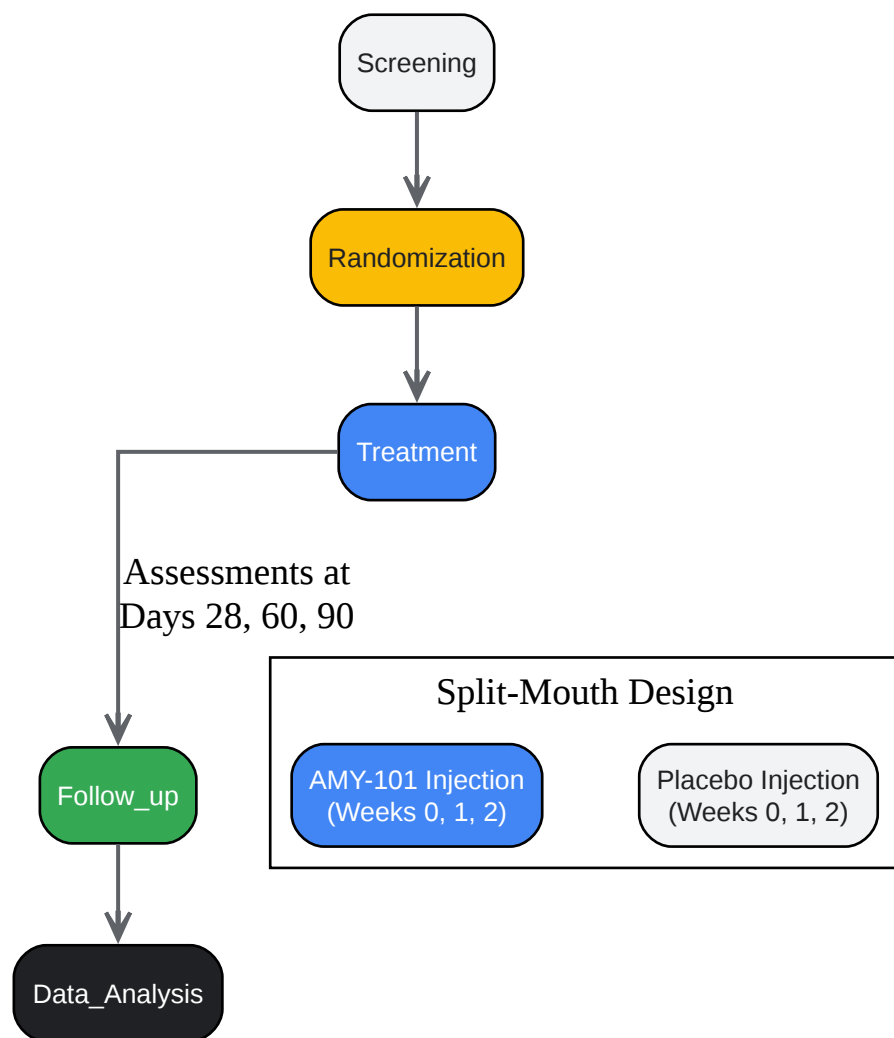 Screening
Randomization
Treatment
Assessments at
Days 28, 60, 90
Split-Mouth Design
AMY-101 Injection
(Weeks 0, 1, 2)
Placebo Injection
(Weeks 0, 1, 2)
Follow_up
Data_Analysis